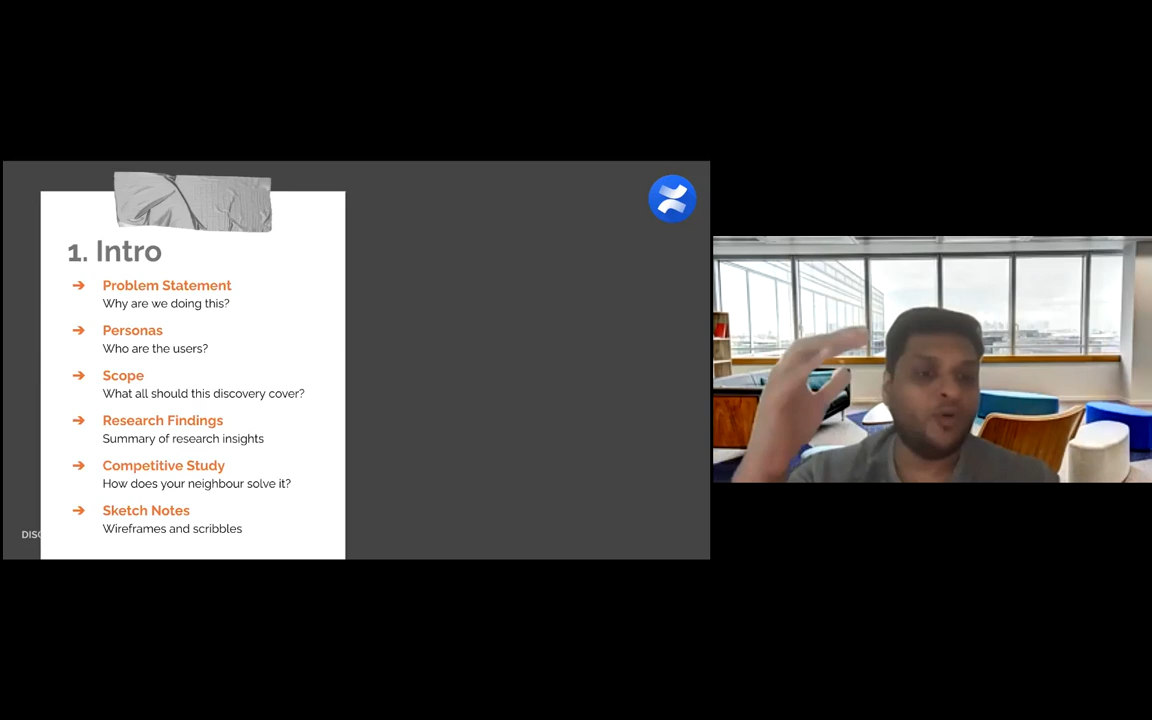 1. Intro
➔ Problem Statement
Why are we doing this?
➔ Personas
Who are the users?
➔ Scope
What all should this discovery cover?
➔ Research Findings
Summary of research insights
➔ Competitive Study
How does your neighbour solve it?
➔ Sketch Notes
Wireframes and scribbles